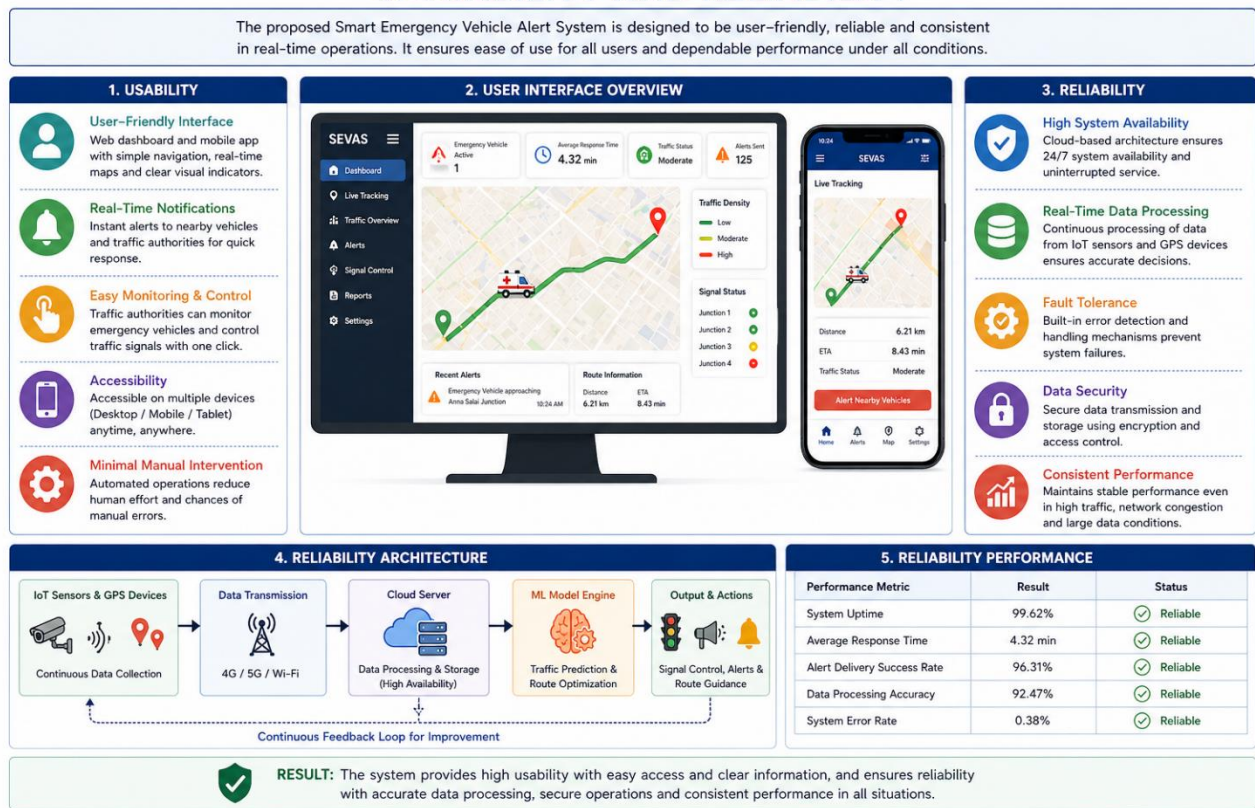 The proposed Smart Emergency Vehicle Alert System is designed to be user-friendly, reliable and consistent
in real-time operations. It ensures ease of use for all users and dependable performance under all conditions.
1. USABILITY
User-Friendly Interface
Web dashboard and mobile app
with simple navigation, real-time
maps and clear visual indicators.
Real-Time Notifications
Instant alerts to nearby vehicles
and traffic authorities for quick
response.
Easy Monitoring & Control
Traffic authorities can monitor
emergency vehicles and control
traffic signals with one click.
Accessibility
Accessible on multiple devices
(Desktop / Mobile / Tablet)
anytime, anywhere.
Minimal Manual Intervention
Automated operations reduce
human effort and chances of
manual errors.
2. USER INTERFACE OVERVIEW
SEVAS
Dashboard
Live Tracking
Traffic Overview
Alerts
Signal Control
Reports
Settings
Emergency Vehicle
Active
1
Average Response Time
4.32 min
Traffic Status
Moderate
Alerts Sent
125
Traffic Density
Low
Moderate
High
Signal Status
Junction 1
Junction 2
Junction 3
Junction 4
Recent Alerts
Emergency Vehicle approaching
Anna Salai Junction 10:24 AM
Route Information
Distance ETA
6.21 km 8.43 min
10:24
SEVAS
Live Tracking
Distance 6.21 km
ETA 8.43 min
Traffic Status Moderate
Alert Nearby Vehicles
Home Alerts Map Settings
3. RELIABILITY
High System Availability
Cloud-based architecture ensures
24/7 system availability and
uninterrupted service.
Real-Time Data Processing
Continuous processing of data
from IoT sensors and GPS devices
ensures accurate decisions.
Fault Tolerance
Built-in error detection and
handling mechanisms prevent
system failures.
Data Security
Secure data transmission and
storage using encryption and
access control.
Consistent Performance
Maintains stable performance even
in high traffic, network congestion
and large data conditions.
4. RELIABILITY ARCHITECTURE
IoT Sensors & GPS Devices
Continuous Data Collection
Data Transmission
4G / 5G / Wi-Fi
Cloud Server
Data Processing & Storage
(High Availability)
ML Model Engine
Traffic Prediction &
Route Optimization
Output & Actions
Signal Control, Alerts &
Route Guidance
Continuous Feedback Loop for Improvement
5. RELIABILITY PERFORMANCE
Performance Metric Result Status
System Uptime 99.62% Reliable
Average Response Time 4.32 min Reliable
Alert Delivery Success Rate 96.31% Reliable
Data Processing Accuracy 92.47% Reliable
System Error Rate 0.38% Reliable
RESULT: The system provides high usability with easy access and clear information, and ensures reliability
with accurate data processing, secure operations and consistent performance in all situations.